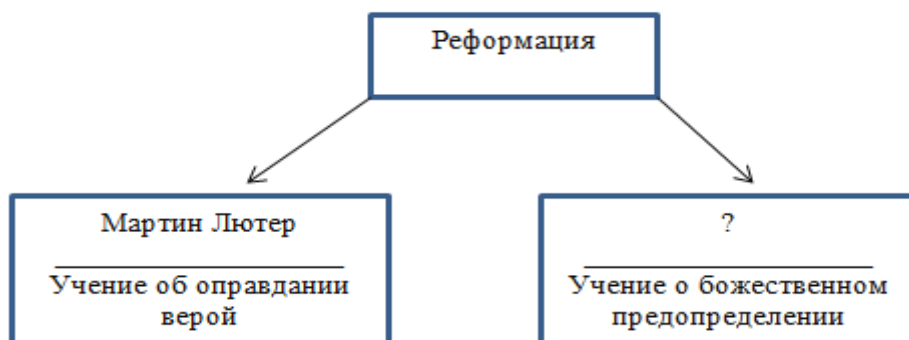 Реформация
Мартин Лютер
Учение об оправдании
верой
?
Учение о божественном
предопределении